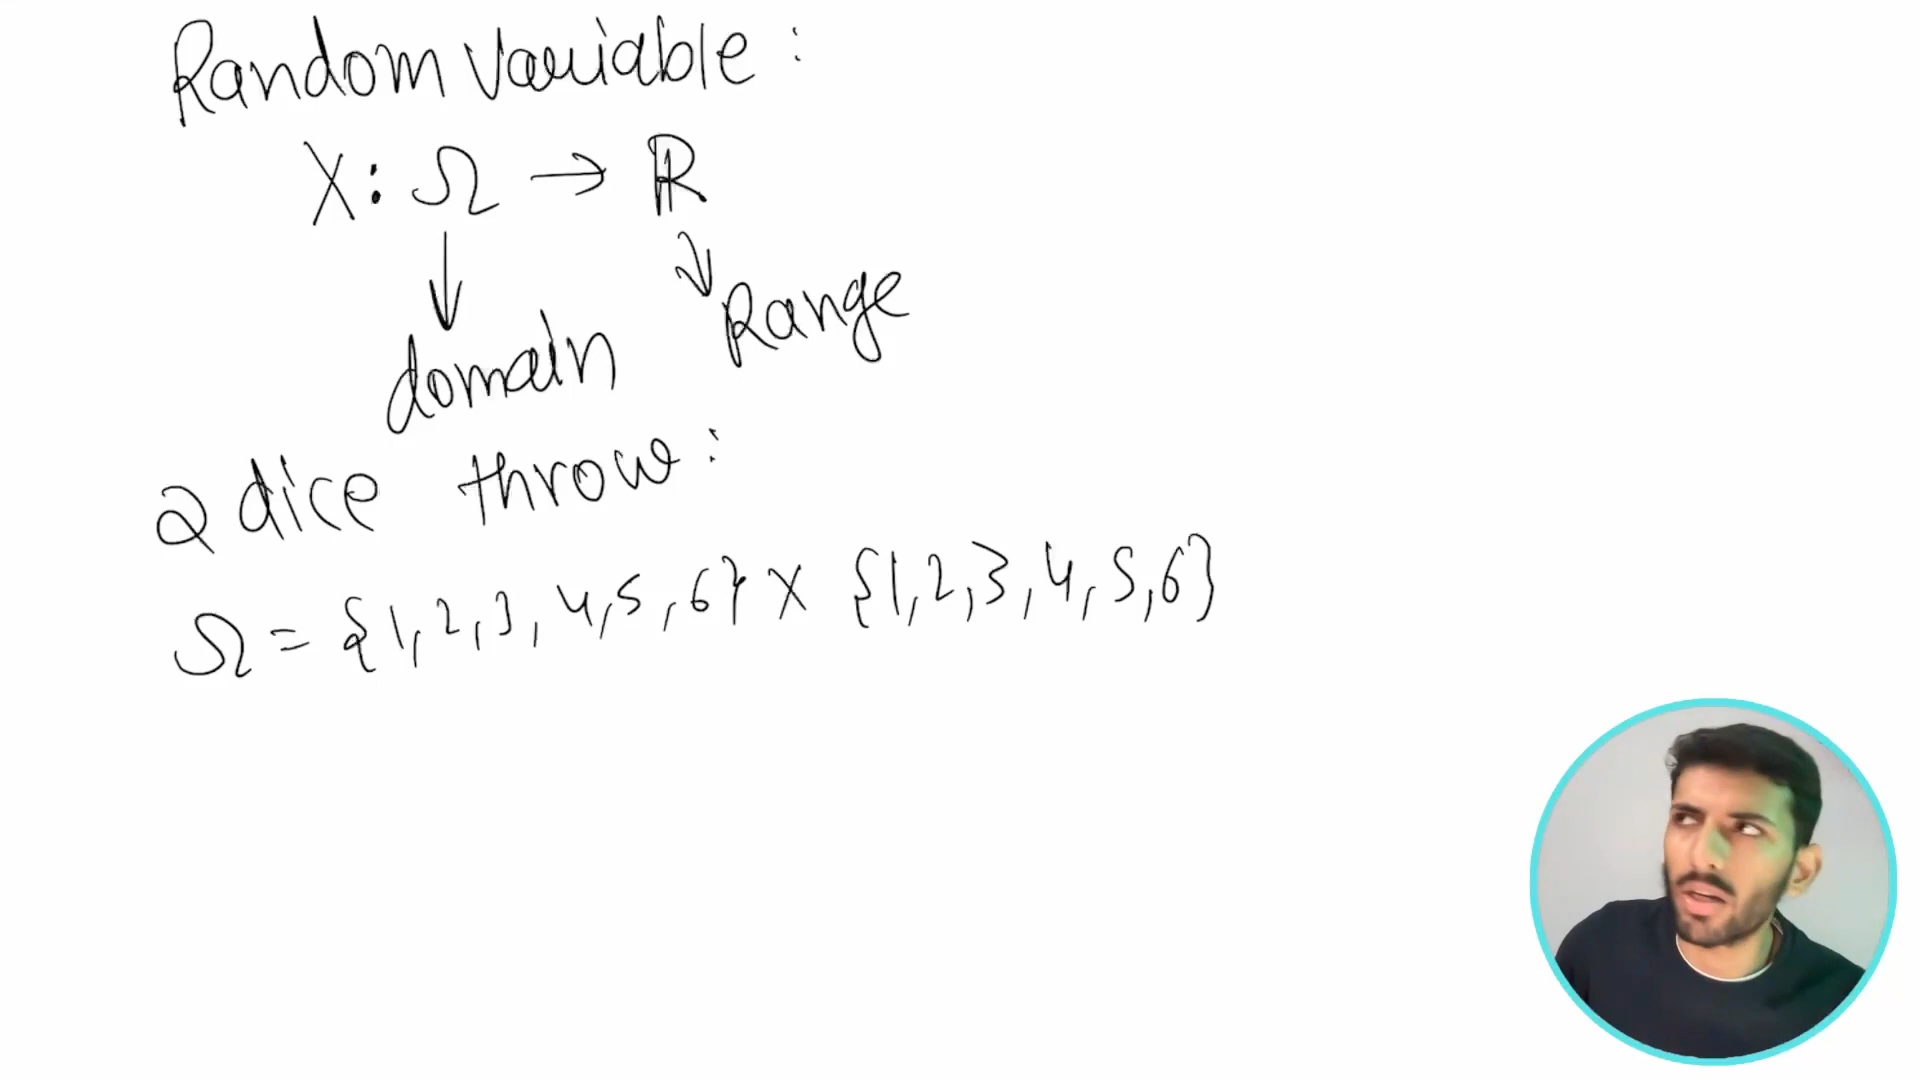 Random Variable :
X : Ω → ℝ
↓ ↓
domain Range
2 dice throw :
Ω = {1, 2, 3, 4, 5, 6} X {1, 2, 3, 4, 5, 6}